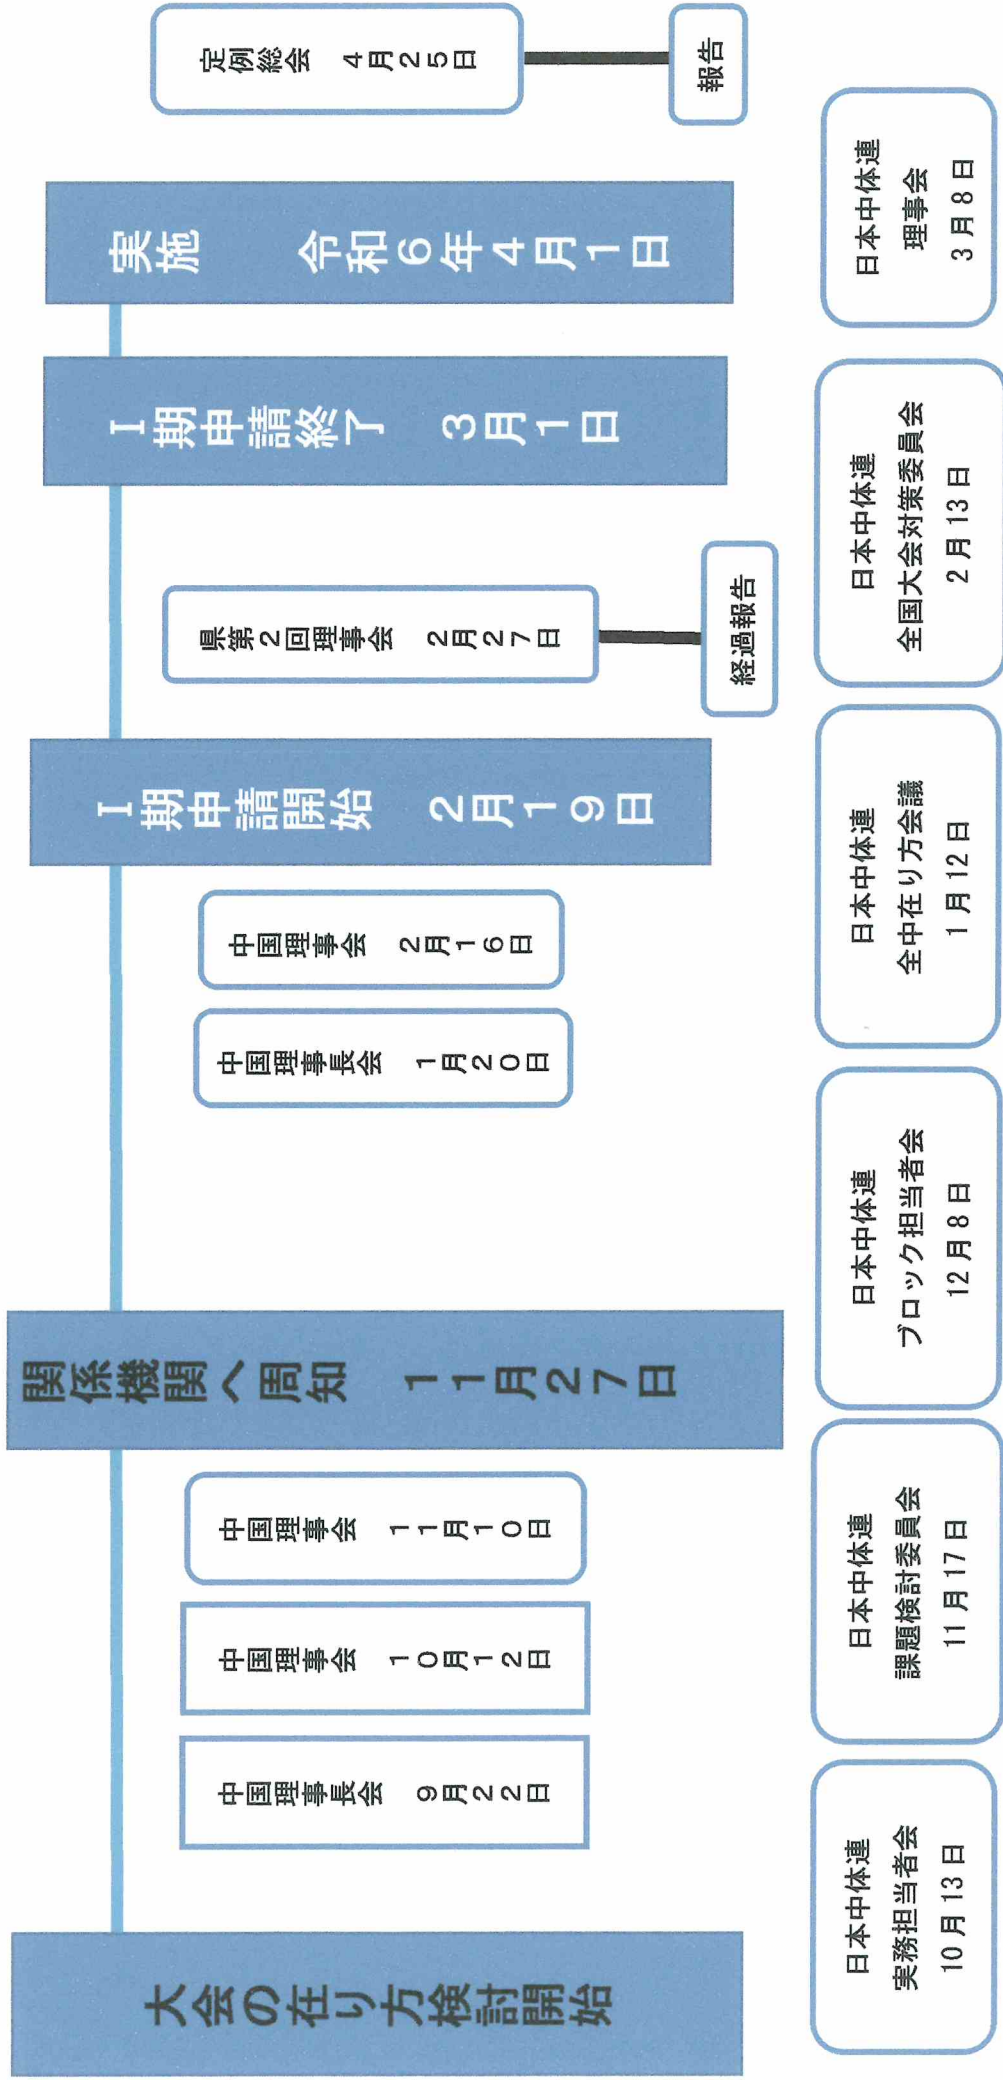 大会の在り方検討開始
中国理事長会　９月２２日
中国理事会　１０月１２日
中国理事会　１１月１０日
関係機関へ周知　１１月２７日
中国理事長会　１月２０日
中国理事会　２月１６日
Ⅰ期申請開始　２月１９日
県第２回理事会　２月２７日
経過報告
Ⅰ期申請終了　３月１日
実施　令和６年４月１日
定例総会　４月２５日
報告
日本中体連
実務担当者会
10月13日
日本中体連
課題検討委員会
11月17日
日本中体連
ブロック担当者会
12月8日
日本中体連
全中在り方会議
1月12日
日本中体連
全国大会対策委員会
2月13日
日本中体連
理事会
3月8日